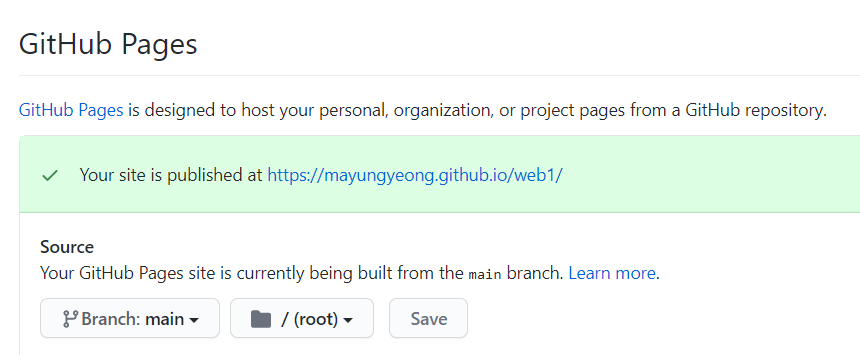 GitHub Pages
GitHub Pages is designed to host your personal, organization, or project pages from a GitHub repository.
Your site is published at https://mayungyeong.github.io/web1/
Source
Your GitHub Pages site is currently being built from the main branch. Learn more.
Branch: main / (root) Save